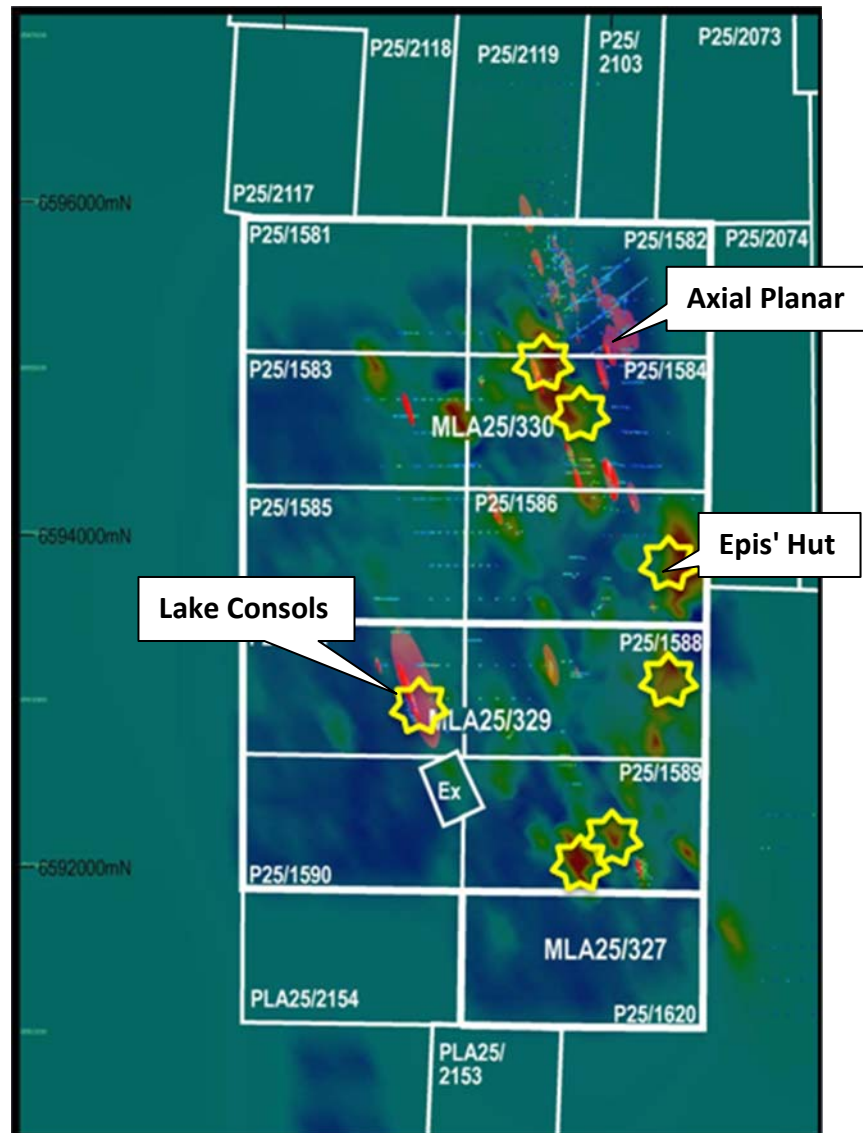 P25/2118
P25/2119
P25/
2103
P25/2073
P25/2117
6596000mN
P25/1581
P25/1582
P25/2074
Axial Planar
P25/1583
P25/1584
MLA25/330
P25/1585
P25/1586
6594000mN
Epis' Hut
Lake Consols
P25/1588
MLA25/329
P25/1589
Ex
6592000mN
P25/1590
MLA25/327
PLA25/2154
P25/1620
PLA25/
2153